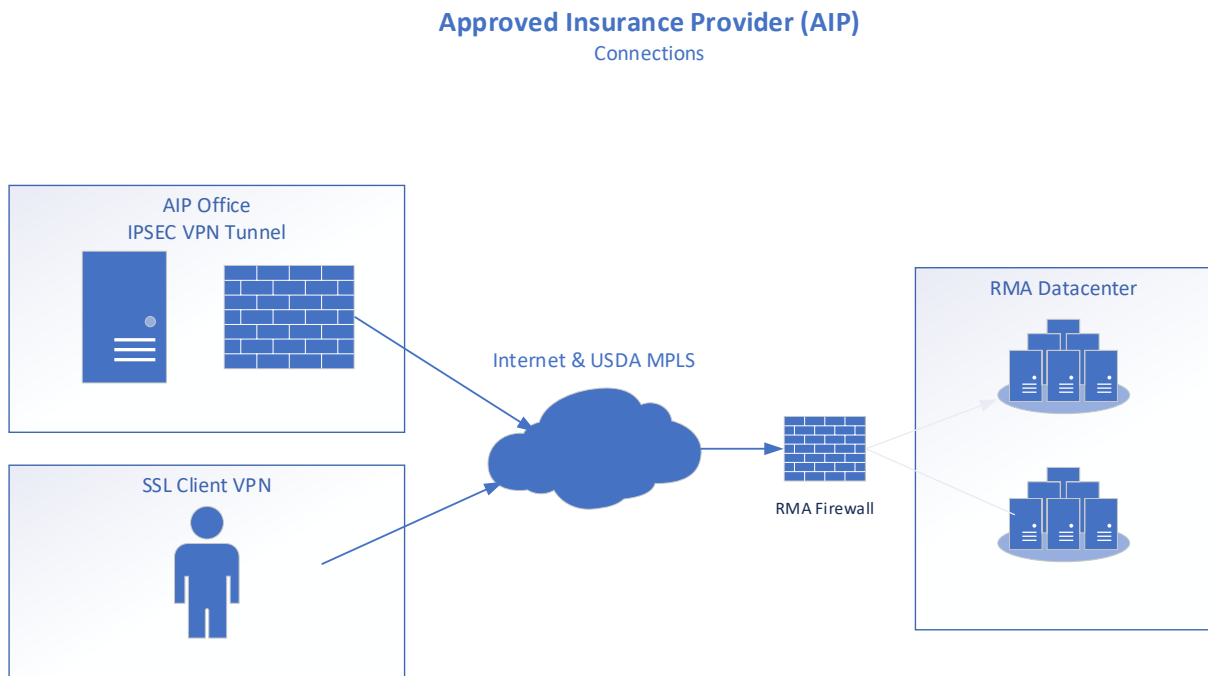 Approved Insurance Provider (AIP)
Connections
AIP Office
IPSEC VPN Tunnel
Internet & USDA MPLS
RMA Datacenter
SSL Client VPN
RMA Firewall